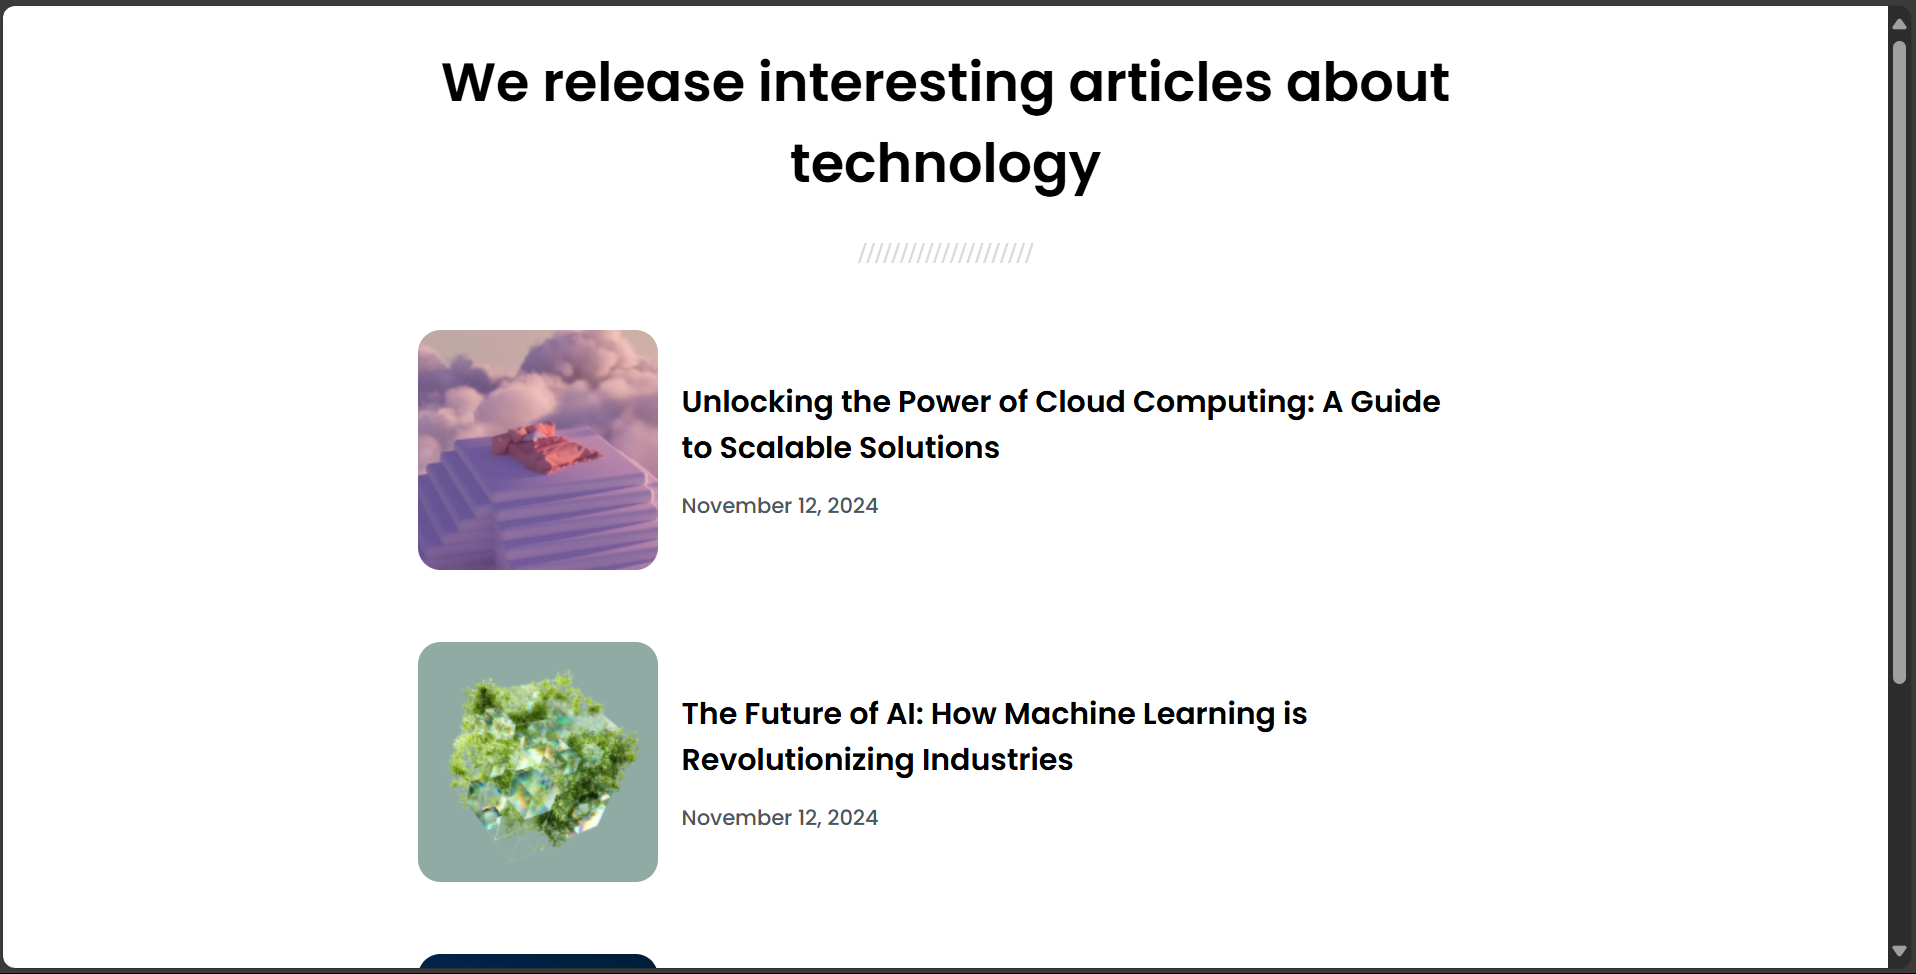 We release interesting articles about
technology
//////////////////////
Unlocking the Power of Cloud Computing: A Guide
to Scalable Solutions
November 12, 2024
The Future of AI: How Machine Learning is
Revolutionizing Industries
November 12, 2024